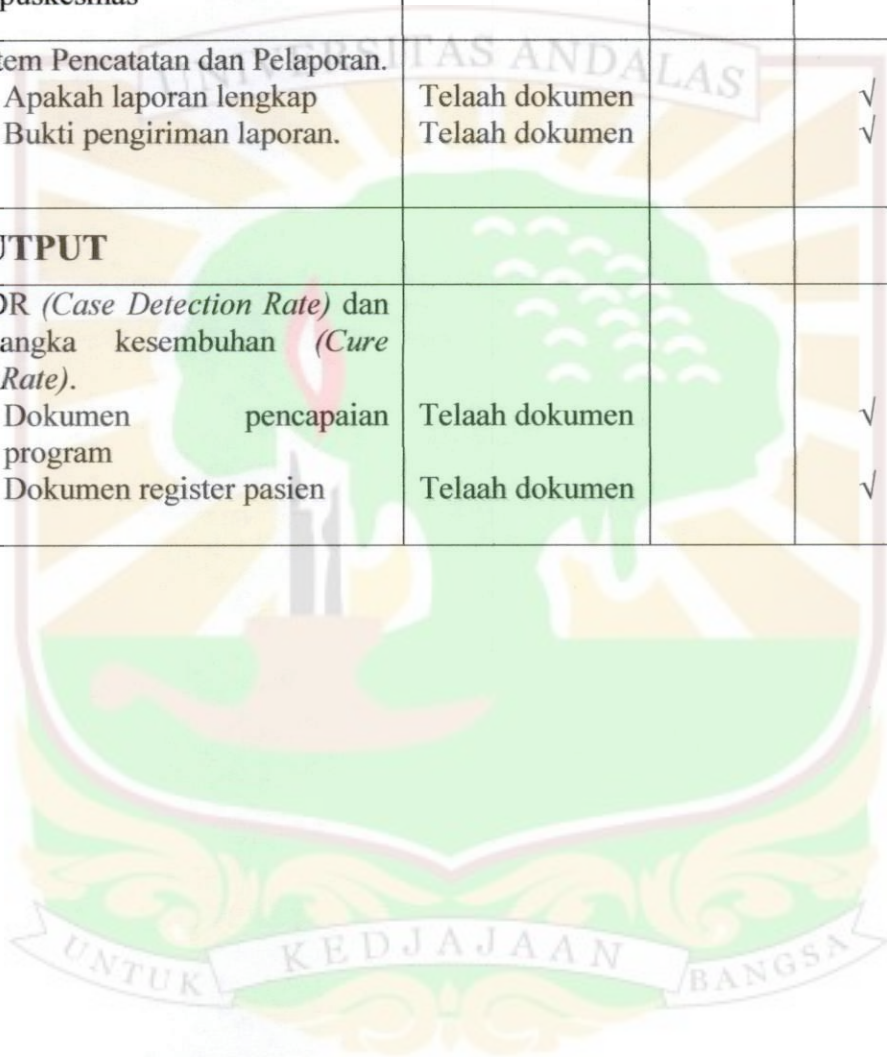 puskesmas
tem Pencatatan dan Pelaporan.
Apakah laporan lengkap Telaah dokumen √
Bukti pengiriman laporan. Telaah dokumen √
UTPUT
DR (Case Detection Rate) dan
angka kesembuhan (Cure
Rate).
Dokumen pencapaian Telaah dokumen √
program
Dokumen register pasien Telaah dokumen √
UNIVERSITAS ANDALAS
UNTUK KEDJAJAAN BANGSA